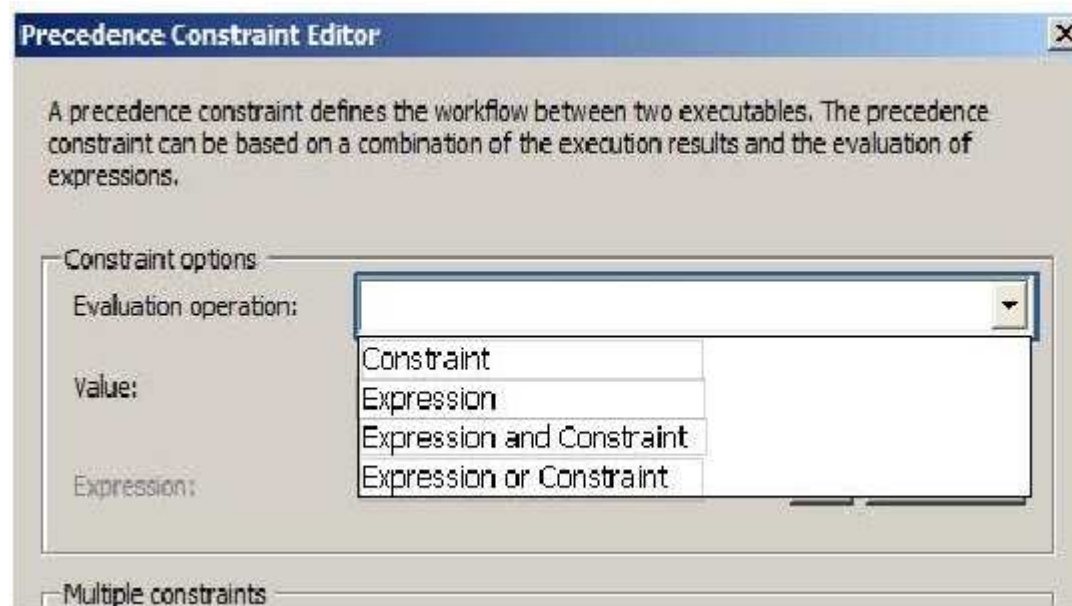 Precedence Constraint Editor
A precedence constraint defines the workflow between two executables. The precedence
constraint can be based on a combination of the execution results and the evaluation of
expressions.
Constraint options
Evaluation operation:
Constraint
Value:
Expression
Expression and Constraint
Expression:
Expression or Constraint
Multiple constraints